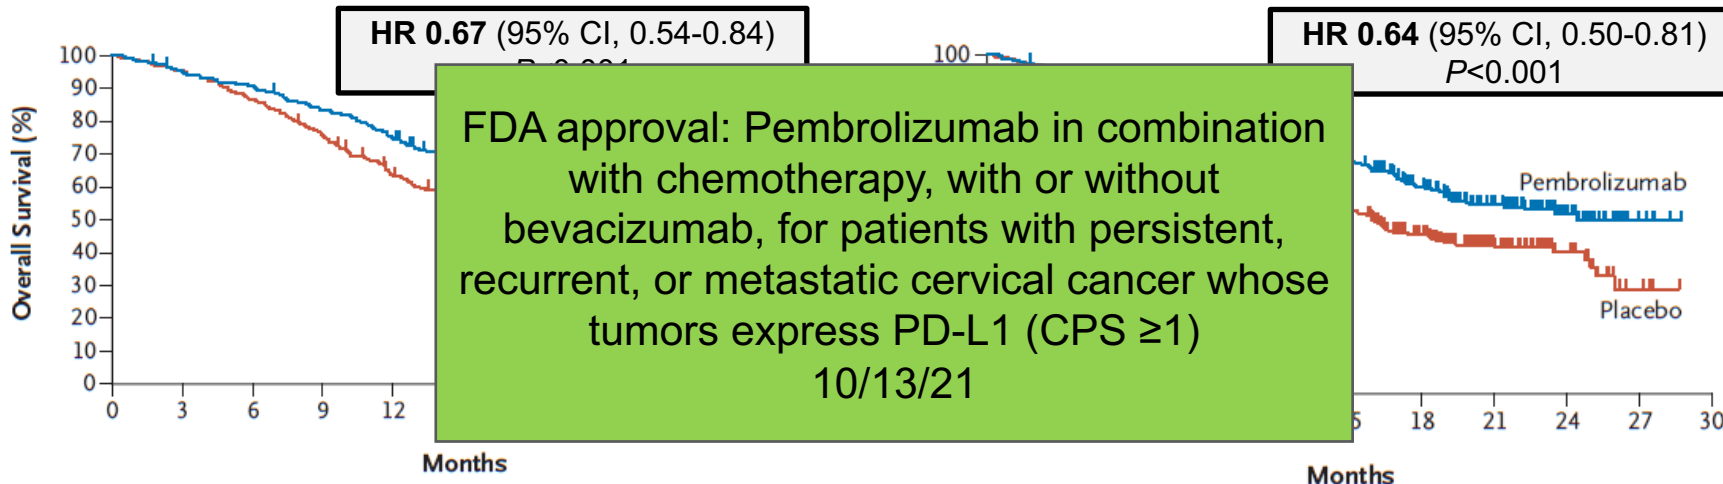 HR 0.67 (95% CI, 0.54-0.84)
HR 0.64 (95% CI, 0.50-0.81)
P<0.001
Overall Survival (%)
100
90
80
70
60
50
40
30
20
10
0
0 3 6 9 12
Months
FDA approval: Pembrolizumab in combination
with chemotherapy, with or without
bevacizumab, for patients with persistent,
recurrent, or metastatic cervical cancer whose
tumors express PD-L1 (CPS ≥1)
10/13/21
100
Pembrolizumab
Placebo
18 21 24 27 30
Months